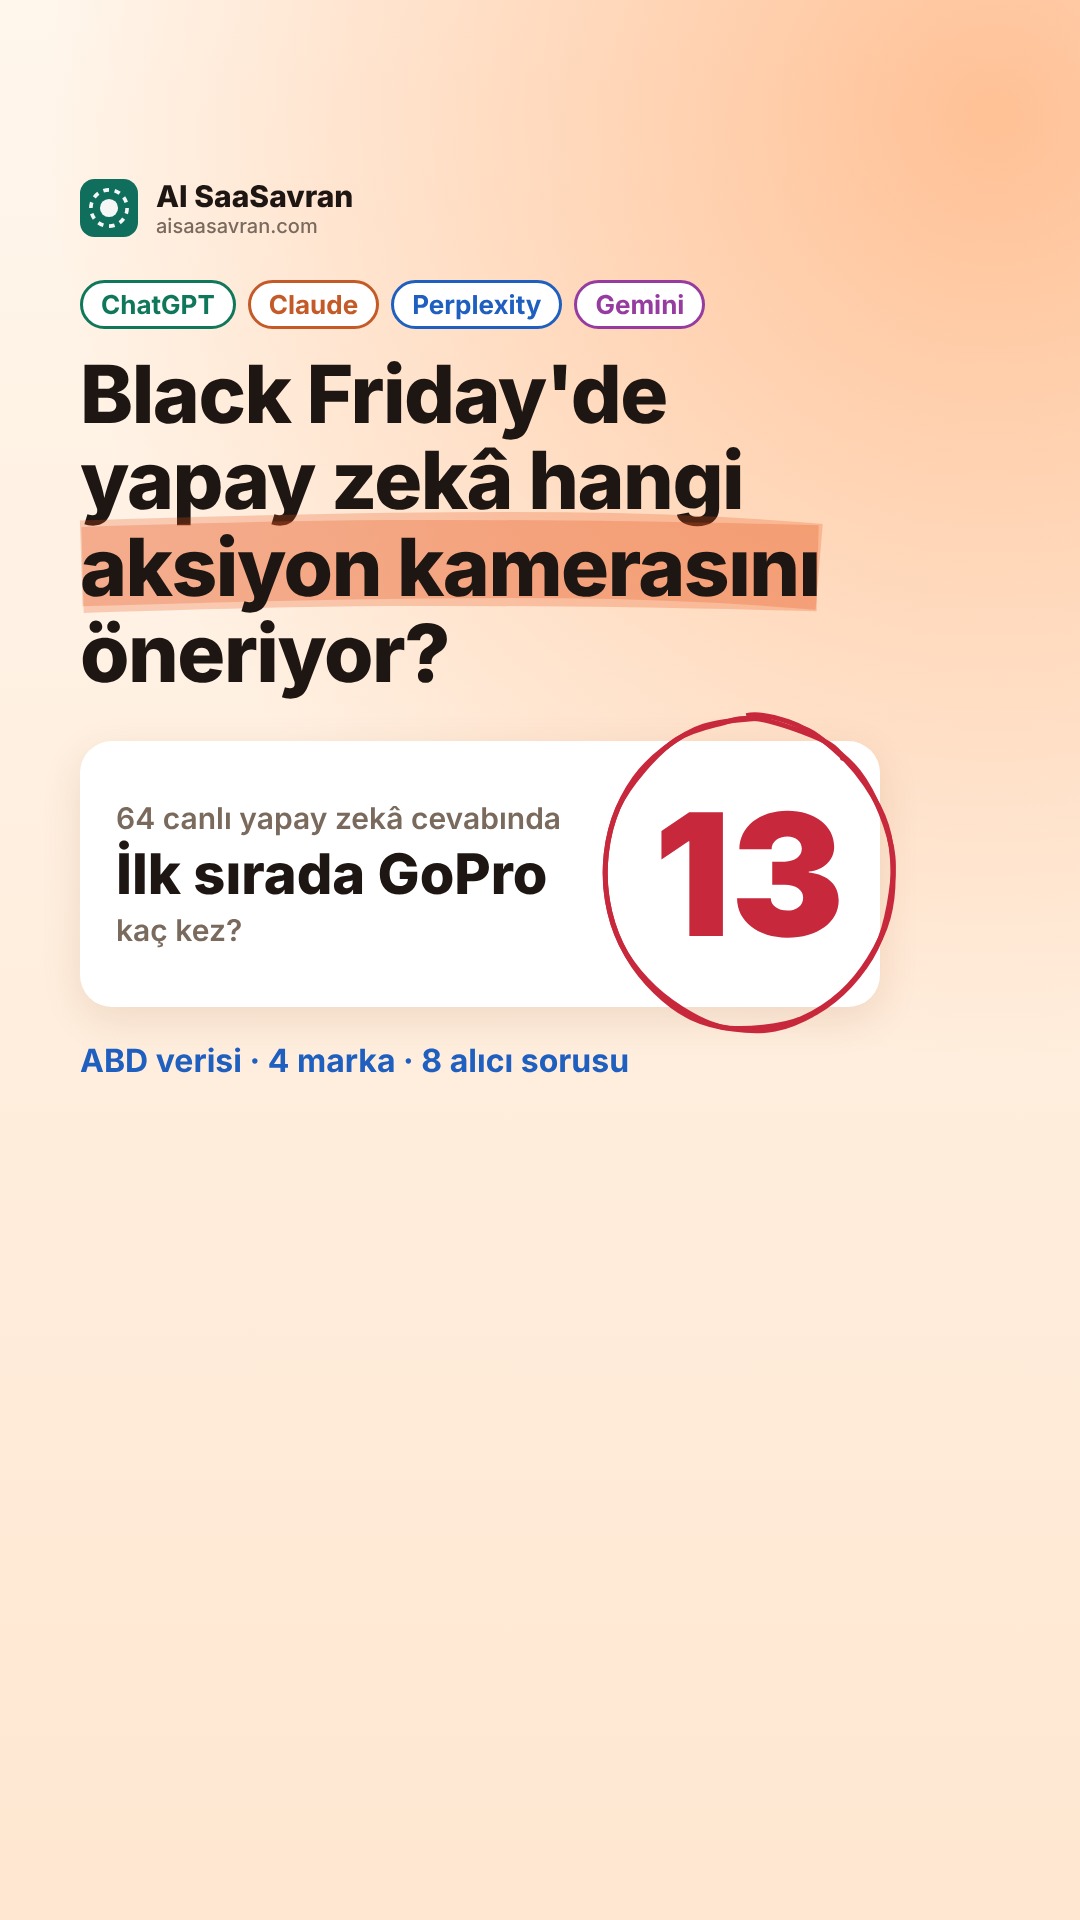 AI SaaSavran
aisaasavran.com
ChatGPT Claude Perplexity Gemini
Black Friday'de
yapay zekâ hangi
aksiyon kamerasını
öneriyor?
64 canlı yapay zekâ cevabında
İlk sırada GoPro
kaç kez?
13
ABD verisi · 4 marka · 8 alıcı sorusu